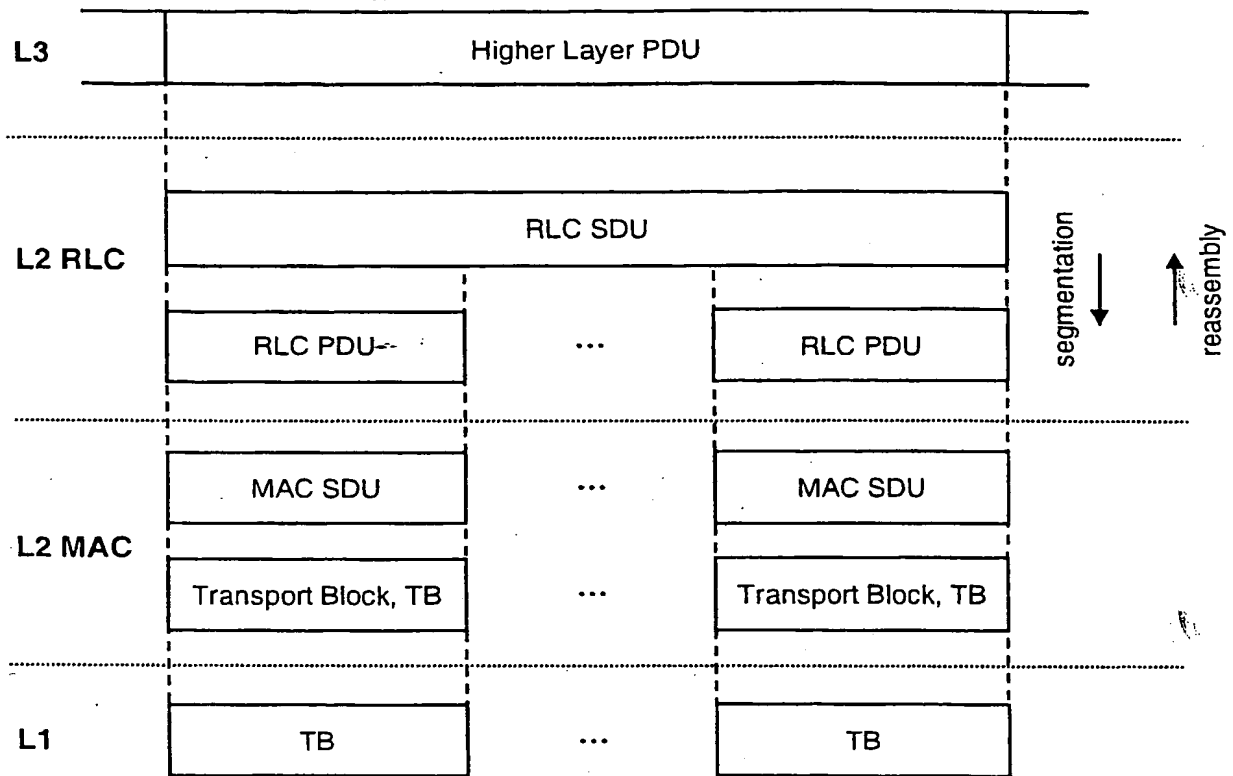 L3
Higher Layer PDU
L2 RLC
RLC SDU
RLC PDU
...
RLC PDU
segmentation
reassembly
L2 MAC
MAC SDU
...
MAC SDU
Transport Block, TB
...
Transport Block, TB
L1
TB
...
TB